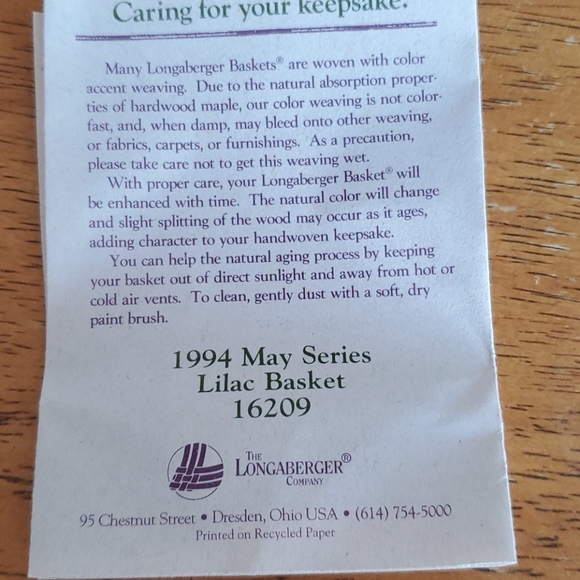 Caring for your keepsake.
Many Longaberger Baskets® are woven with color
accent weaving. Due to the natural absorption proper-
ties of hardwood maple, our color weaving is not color-
fast, and, when damp, may bleed onto other weaving,
or fabrics, carpets, or furnishings. As a precaution,
please take care not to get this weaving wet.
With proper care, your Longaberger Basket® will
be enhanced with time. The natural color will change
and slight splitting of the wood may occur as it ages,
adding character to your handwoven keepsake.
You can help the natural aging process by keeping
your basket out of direct sunlight and away from hot or
cold air vents. To clean, gently dust with a soft, dry
paint brush.
1994 May Series
Lilac Basket
16209
THE
LONGABERGER®
COMPANY
95 Chestnut Street • Dresden, Ohio USA • (614) 754-5000
Printed on Recycled Paper